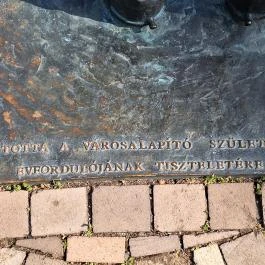 TOTTA A VÁROSALAPÍTÓ SZÜLET
ÉVFORDULÓJÁNAK TISZTELETÉRE